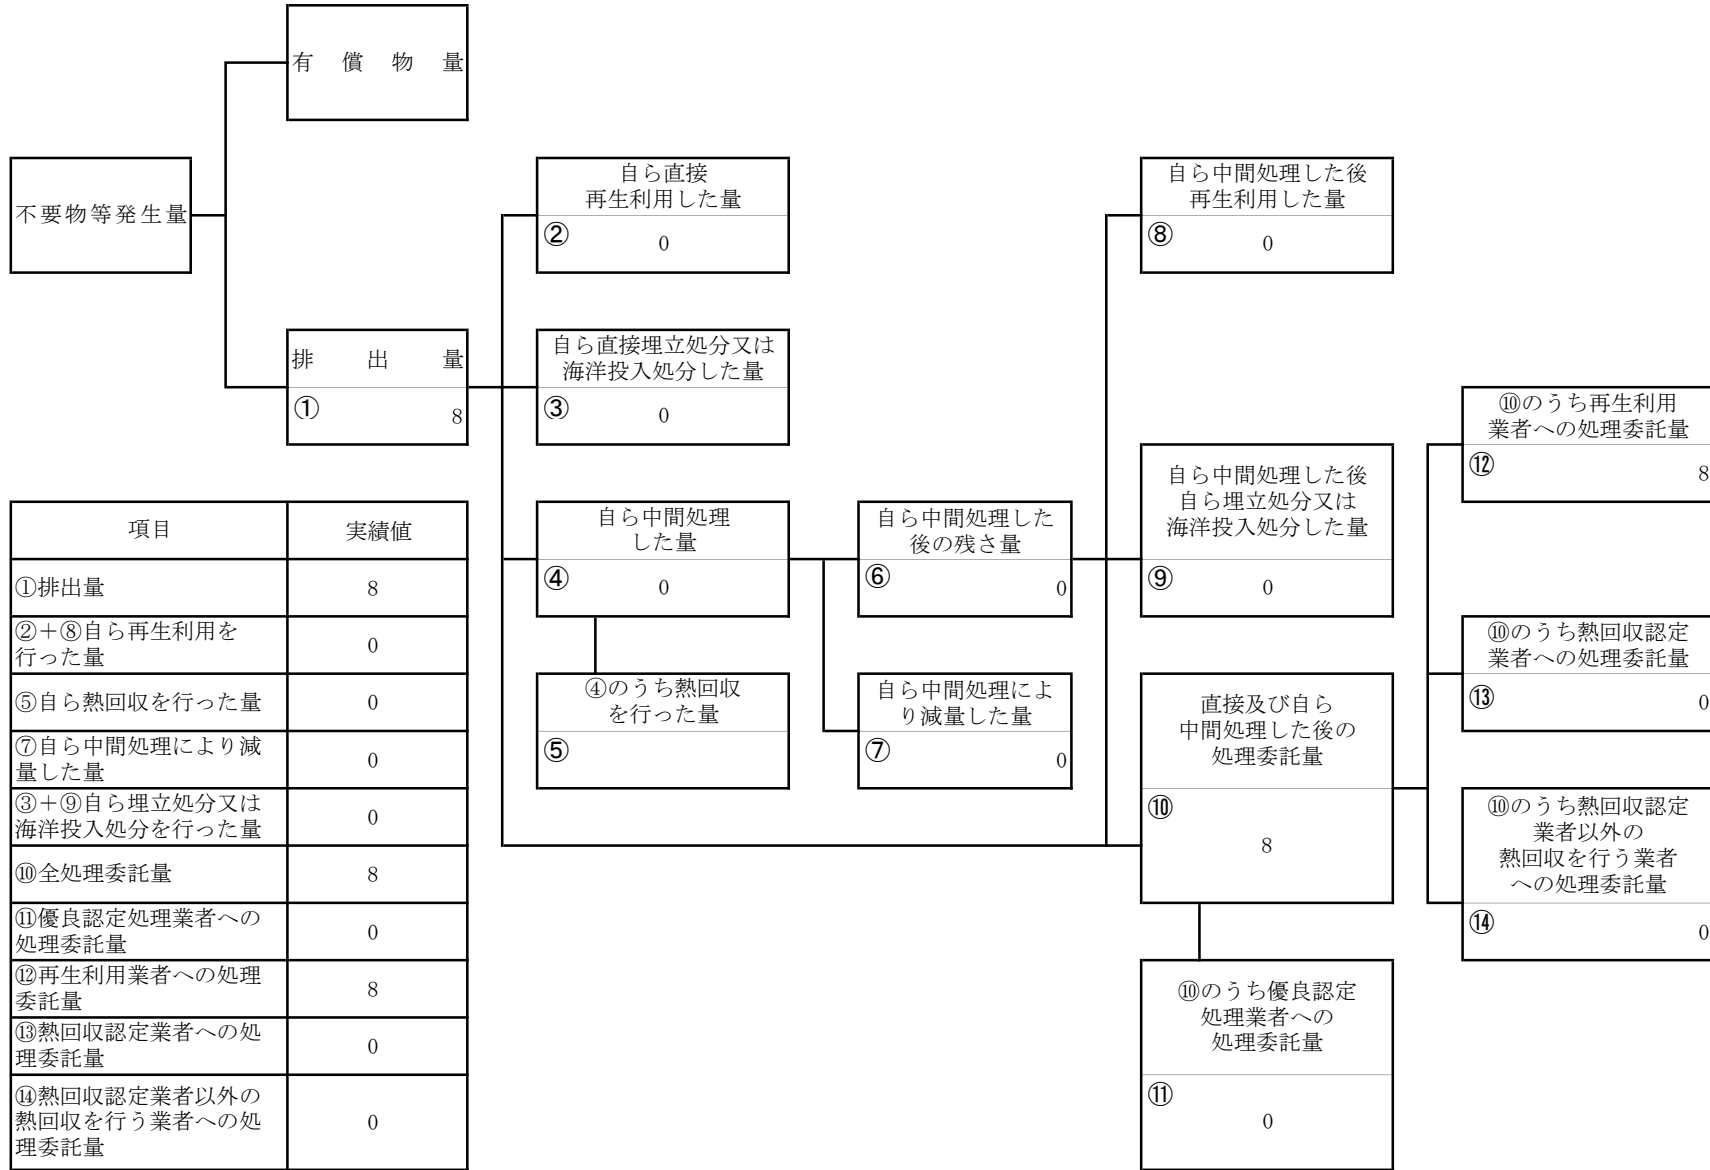 有償物量
不要物等発生量
排出量
①
8
自ら直接
再生利用した量
②
0
自ら直接埋立処分又は
海洋投入処分した量
③
0
自ら中間処理
した量
④
0
④のうち熱回収
を行った量
⑤
自ら中間処理した
後の残さ量
⑥
0
自ら中間処理によ
り減量した量
⑦
0
自ら中間処理した後
再生利用した量
⑧
0
自ら中間処理した後
自ら埋立処分又は
海洋投入処分した量
⑨
0
直接及び自ら
中間処理した後の
処理委託量
⑩
8
⑩のうち優良認定
処理業者への
処理委託量
⑪
0
⑩のうち再生利用
業者への処理委託量
⑫
8
⑩のうち熱回収認定
業者への処理委託量
⑬
0
⑩のうち熱回収認定
業者以外の
熱回収を行う業者
への処理委託量
⑭
0
項目 実績値
①排出量 8
②＋⑧自ら再生利用を
行った量 0
⑤自ら熱回収を行った量 0
⑦自ら中間処理により減
量した量 0
③＋⑨自ら埋立処分又は
海洋投入処分を行った量 0
⑩全処理委託量 8
⑪優良認定処理業者への
処理委託量 0
⑫再生利用業者への処理
委託量 8
⑬熱回収認定業者への処
理委託量 0
⑭熱回収認定業者以外の
熱回収を行う業者への処
理委託量 0